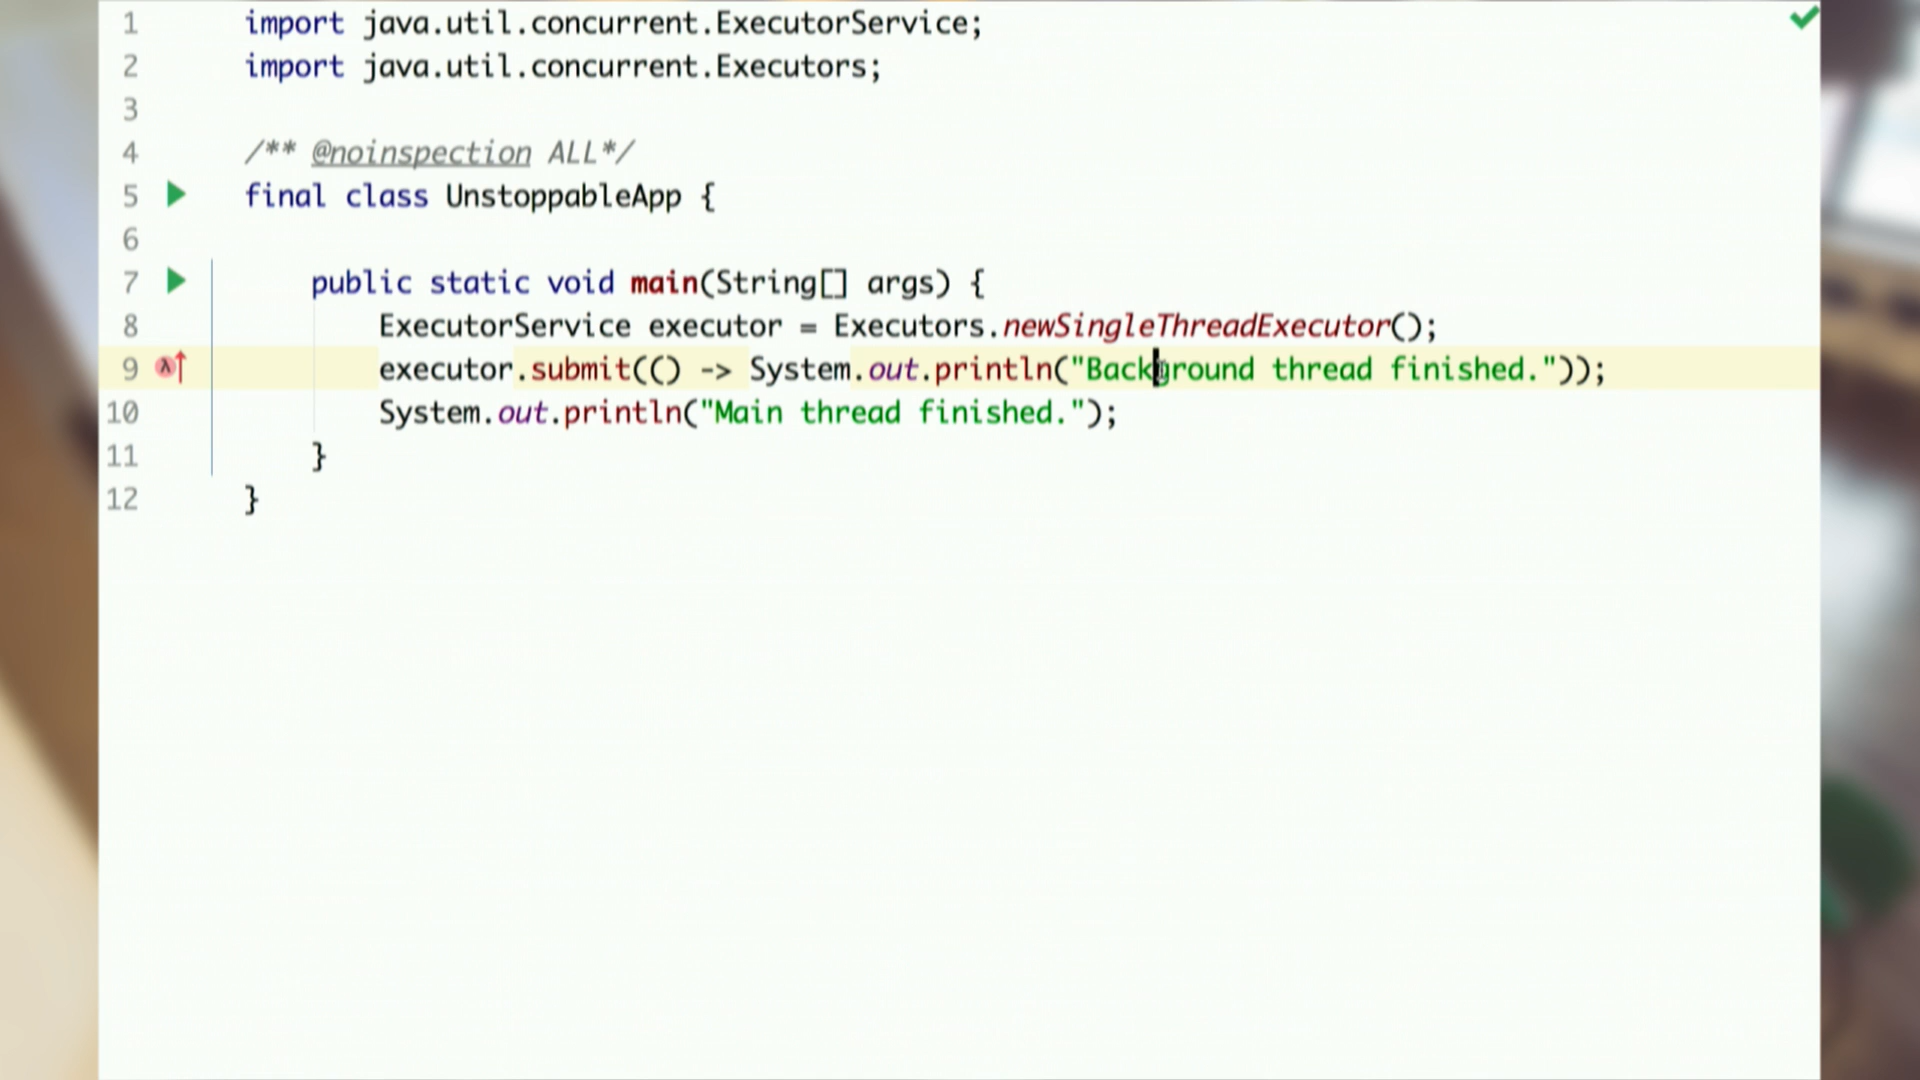 1 import java.util.concurrent.ExecutorService;
2 import java.util.concurrent.Executors;
3
4 /** @noinspection ALL*/
5 final class UnstoppableApp {
6
7 public static void main(String[] args) {
8 ExecutorService executor = Executors.newSingleThreadExecutor();
9 executor.submit(() -> System.out.println("Background thread finished."));
10 System.out.println("Main thread finished.");
11 }
12 }